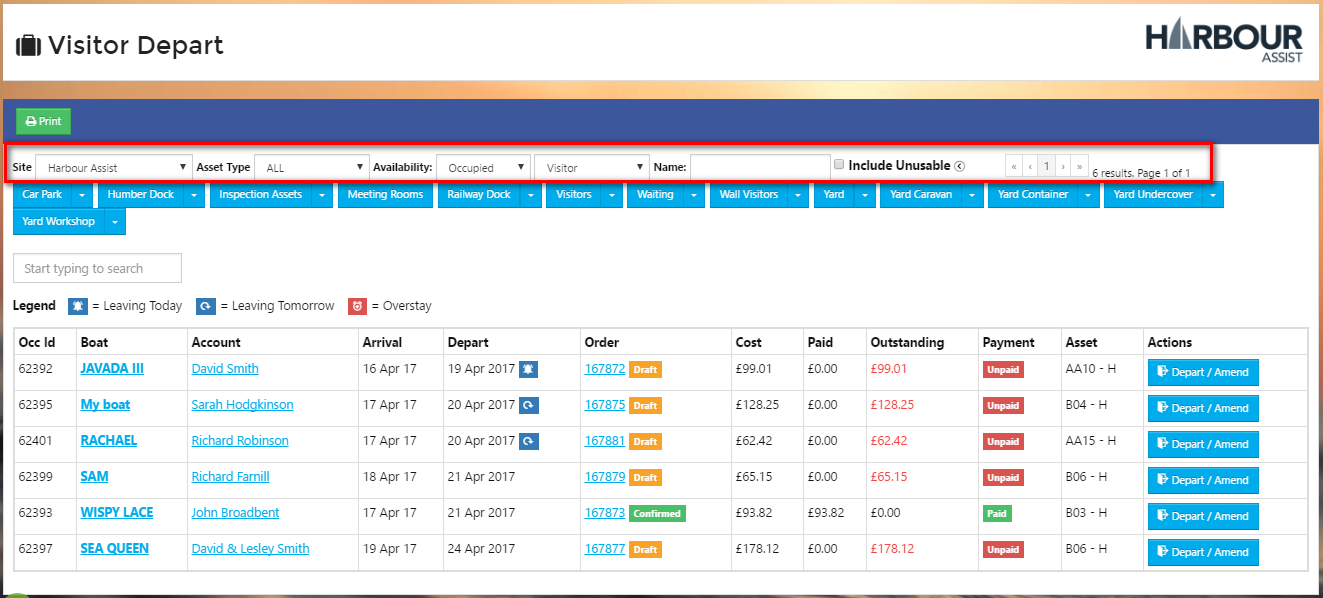 Visitor Depart
HARBOUR
ASSIST
Print
Site Harbour Assist Asset Type ALL Availability: Occupied Visitor Name: Include Unusable « ‹ 1 › » 6 results. Page 1 of 1
Car Park Humber Dock Inspection Assets Meeting Rooms Railway Dock Visitors Waiting Wall Visitors Yard Yard Caravan Yard Container Yard Undercover
Yard Workshop
Start typing to search
Legend = Leaving Today = Leaving Tomorrow = Overstay
Occ Id Boat Account Arrival Depart Order Cost Paid Outstanding Payment Asset Actions
62392 JAVADA III David Smith 16 Apr 17 19 Apr 2017 167872 Draft £99.01 £0.00 £99.01 Unpaid AA10 - H Depart / Amend
62395 My boat Sarah Hodgkinson 17 Apr 17 20 Apr 2017 167875 Draft £128.25 £0.00 £128.25 Unpaid B04 - H Depart / Amend
62401 RACHAEL Richard Robinson 17 Apr 17 20 Apr 2017 167881 Draft £62.42 £0.00 £62.42 Unpaid AA15 - H Depart / Amend
62399 SAM Richard Farnill 18 Apr 17 21 Apr 2017 167879 Draft £65.15 £0.00 £65.15 Unpaid B06 - H Depart / Amend
62393 WISPY LACE John Broadbent 17 Apr 17 21 Apr 2017 167873 Confirmed £93.82 £93.82 £0.00 Paid B03 - H Depart / Amend
62397 SEA QUEEN David & Lesley Smith 19 Apr 17 24 Apr 2017 167877 Draft £178.12 £0.00 £178.12 Unpaid B06 - H Depart / Amend